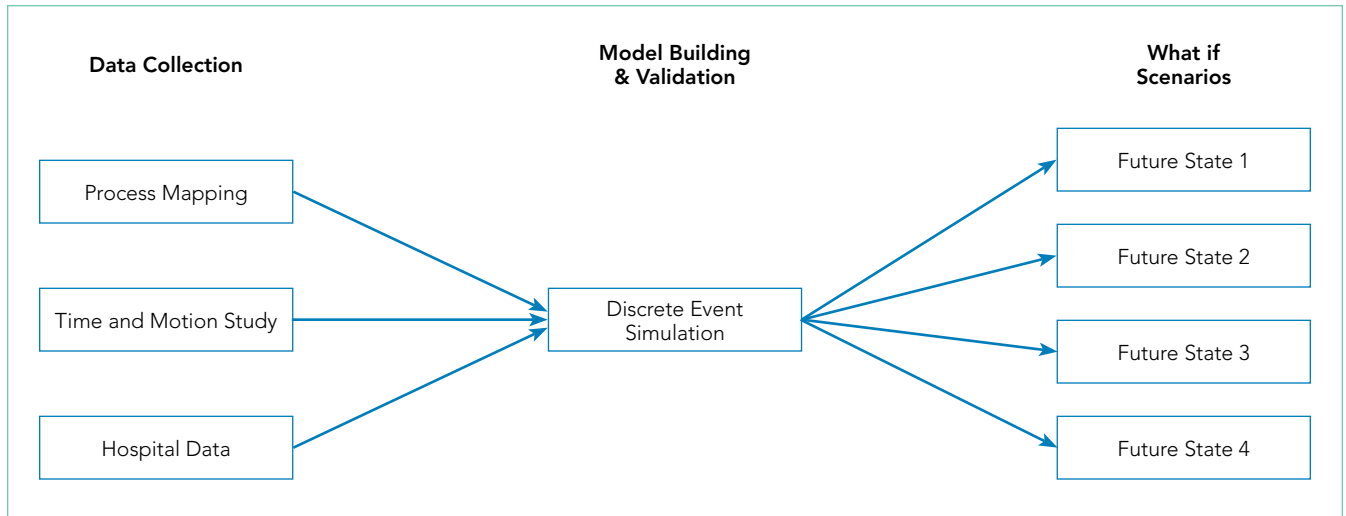 Data Collection
Model Building
& Validation
What if
Scenarios
Process Mapping
Time and Motion Study
Hospital Data
Discrete Event
Simulation
Future State 1
Future State 2
Future State 3
Future State 4